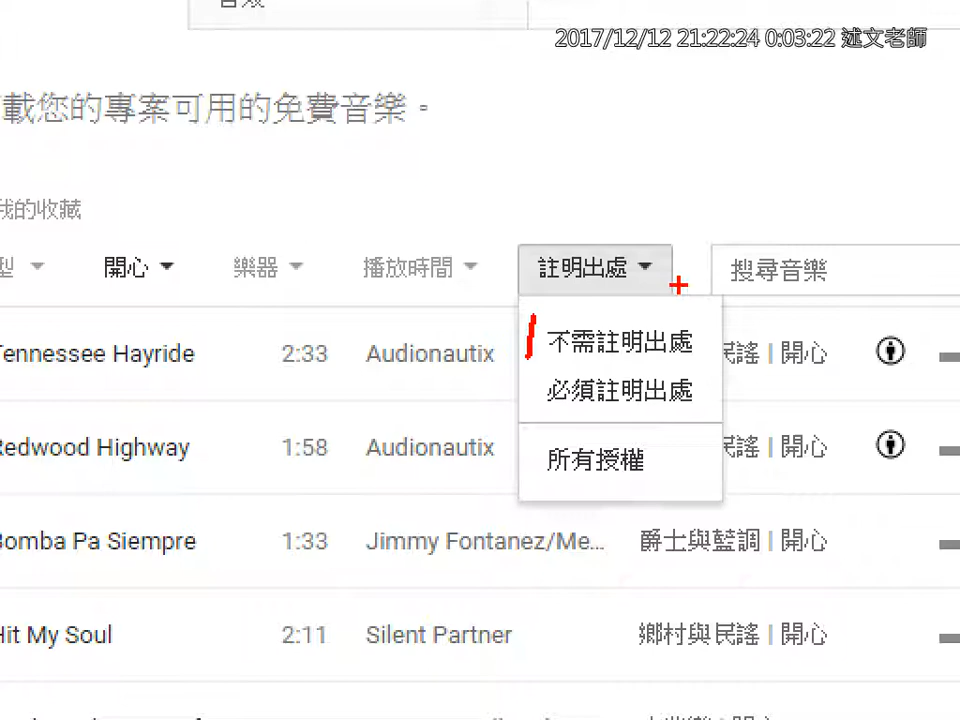 音效
2017/12/12 21:22:24 0:03:22 述文老師
載您的專案可用的免費音樂。
我的收藏
型 開心 樂器 播放時間 註明出處 搜尋音樂
不需註明出處
必須註明出處
所有授權
Tennessee Hayride 2:33 Audionautix 民謠 | 開心
Redwood Highway 1:58 Audionautix 民謠 | 開心
Bomba Pa Siempre 1:33 Jimmy Fontanez/Me... 爵士與藍調 | 開心
Hit My Soul 2:11 Silent Partner 鄉村與民謠 | 開心